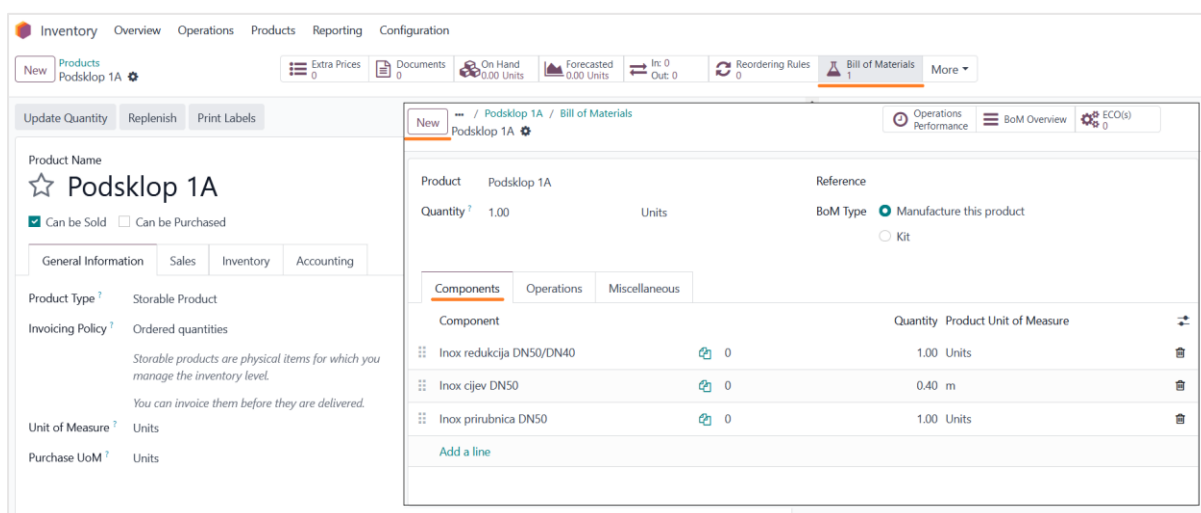 Inventory Overview Operations Products Reporting Configuration
New Products Extra Prices Documents On Hand Forecasted In: 0 Reordering Rules Bill of Materials More
Podsklop 1A 0 0 0.00 Units 0.00 Units Out: 0 0 1
Update Quantity Replenish Print Labels
Product Name
Podsklop 1A
Can be Sold Can be Purchased
General Information Sales Inventory Accounting
Product Type ? Storable Product
Invoicing Policy ? Ordered quantities
Storable products are physical items for which you
manage the inventory level.
You can invoice them before they are delivered.
Unit of Measure ? Units
Purchase UoM ? Units
New ••• / Podsklop 1A / Bill of Materials Operations BoM Overview ECO(s)
Podsklop 1A Performance 0
Product Podsklop 1A Reference
Quantity ? 1.00 Units BoM Type Manufacture this product
Kit
Components Operations Miscellaneous
Component Quantity Product Unit of Measure
Inox redukcija DN50/DN40 0 1.00 Units
Inox cijev DN50 0 0.40 m
Inox prirubnica DN50 0 1.00 Units
Add a line